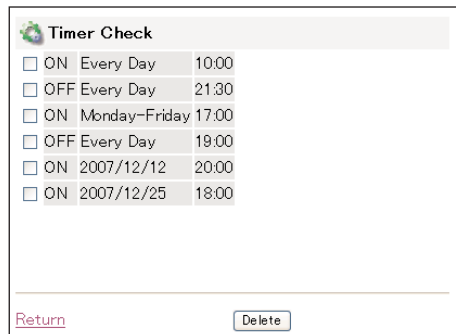 Timer Check
ON Every Day 10:00
OFF Every Day 21:30
ON Monday-Friday 17:00
OFF Every Day 19:00
ON 2007/12/12 20:00
ON 2007/12/25 18:00
Return Delete